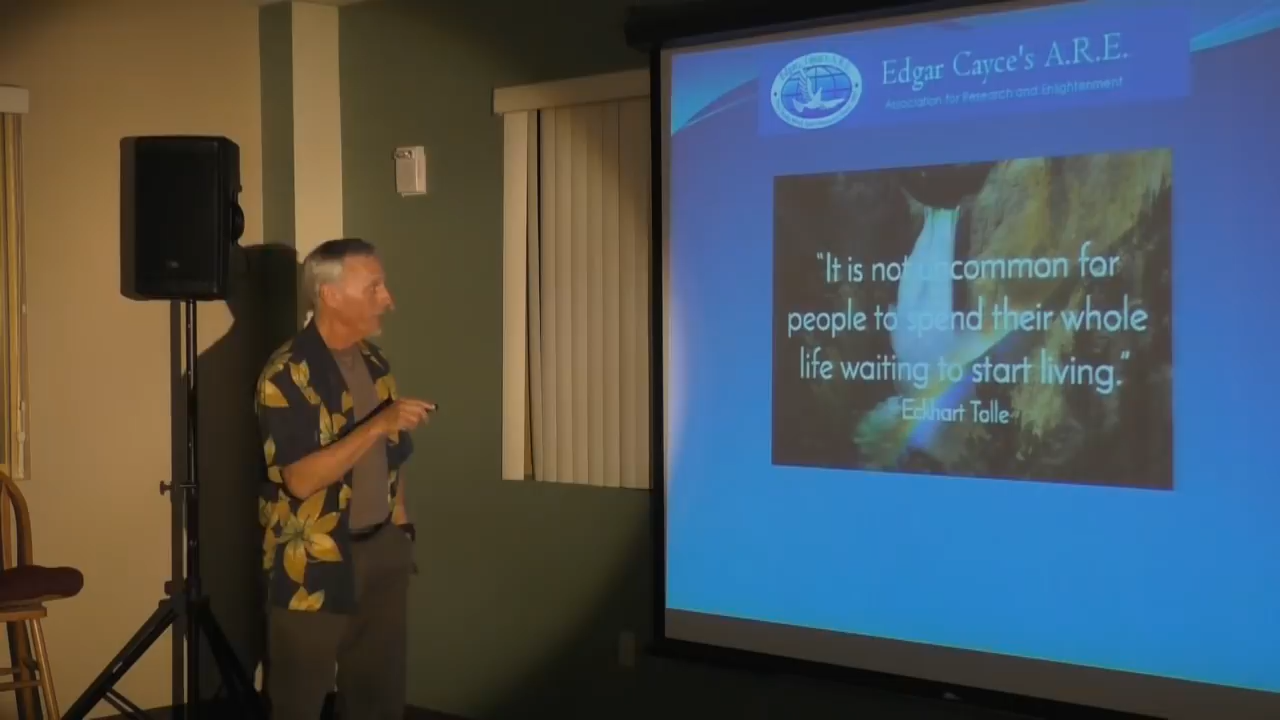 Edgar Cayce's A.R.E.
Association for Research and Enlightenment
"It is not uncommon for
people to spend their whole
life waiting to start living."
Eckhart Tolle